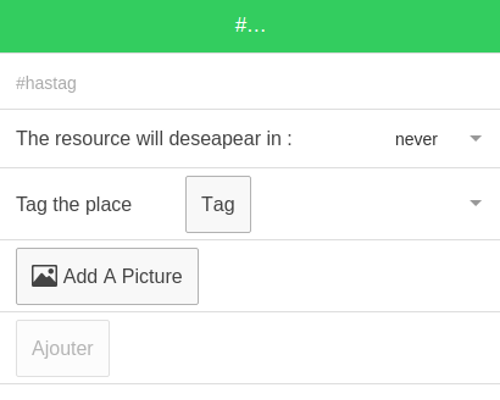 #...
#hastag
The resource will deseapear in : never
Tag the place Tag
Add A Picture
Ajouter